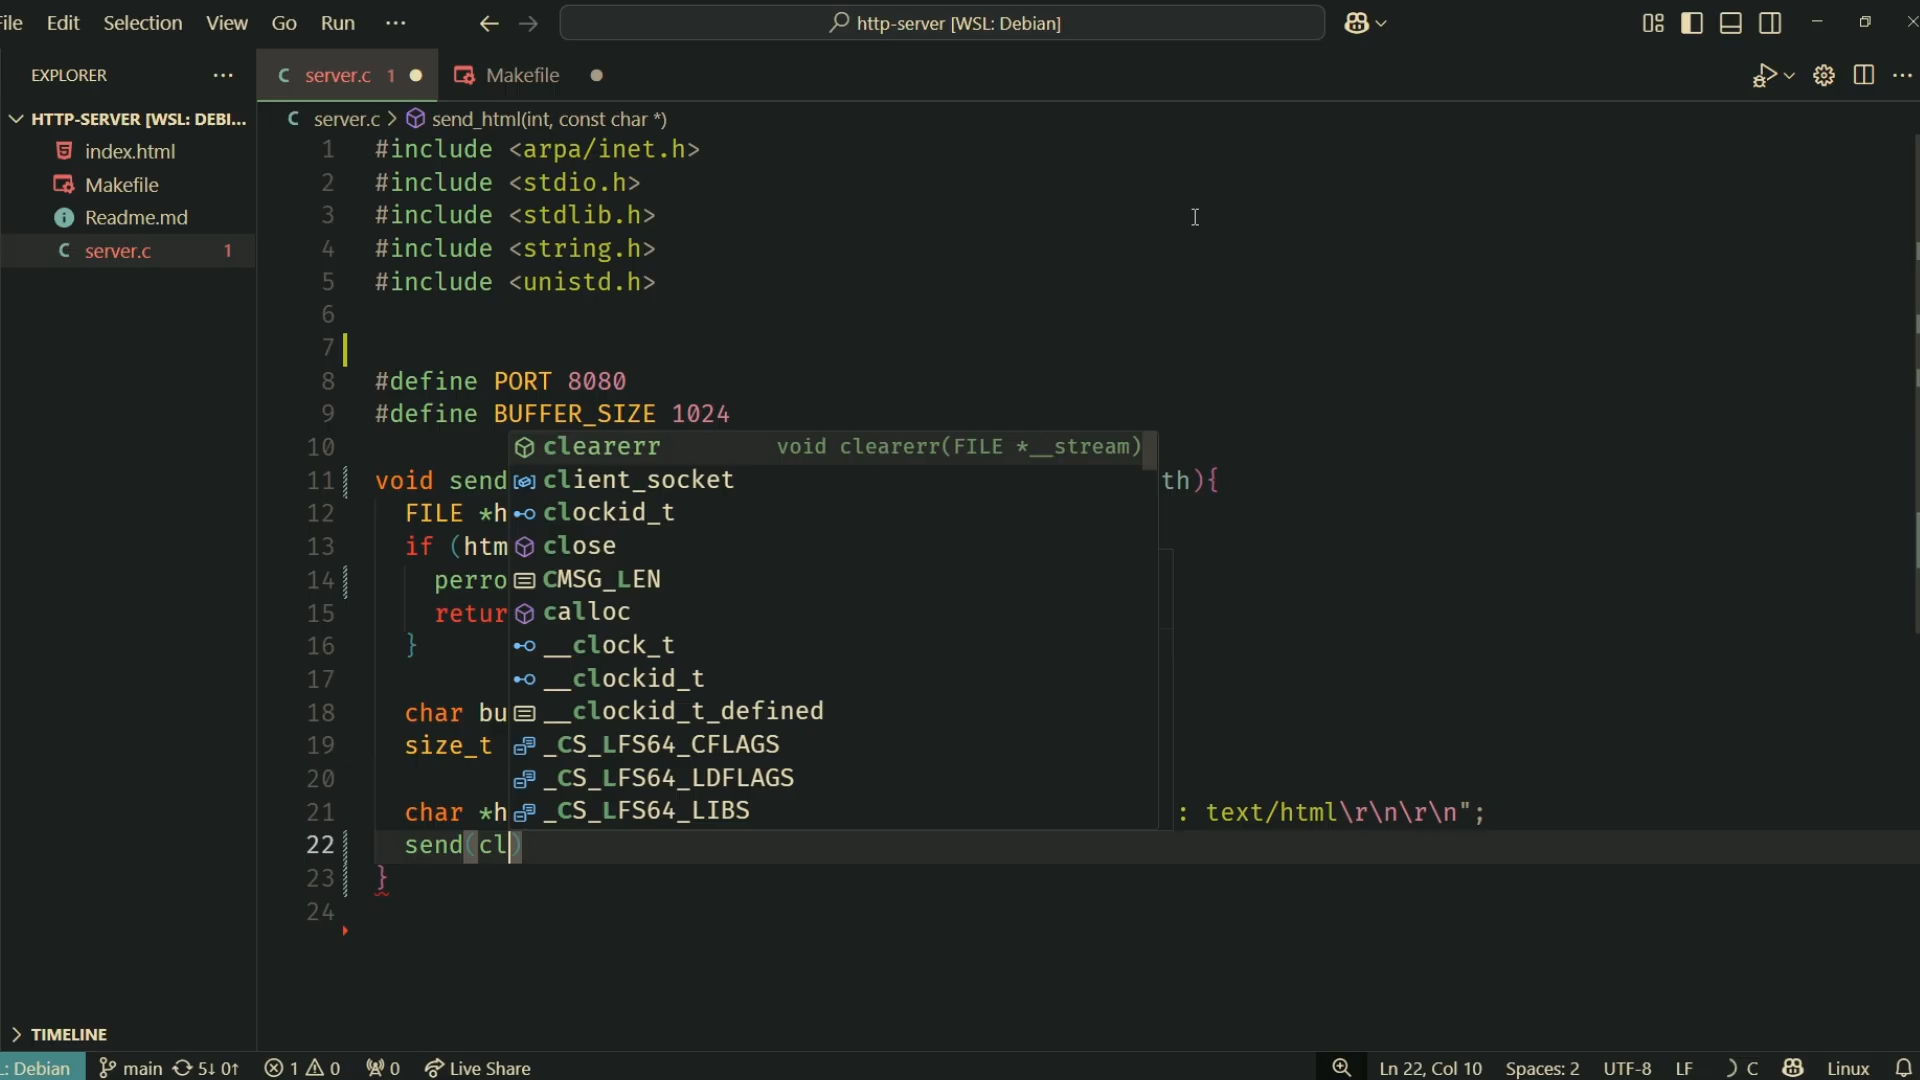 File Edit Selection View Go Run ···
http-server [WSL: Debian]
EXPLORER ···
server.c 1
Makefile
HTTP-SERVER [WSL: DEBI...
index.html
Makefile
Readme.md
server.c 1
server.c > send_html(int, const char *)
1 #include <arpa/inet.h>
2 #include <stdio.h>
3 #include <stdlib.h>
4 #include <string.h>
5 #include <unistd.h>
6
7
8 #define PORT 8080
9 #define BUFFER_SIZE 1024
10
clearerr void clearerr(FILE *__stream)
11 void send
client_socket
th){
12 FILE *h
clockid_t
13 if (htm
close
14 perro
CMSG_LEN
15 retur
calloc
16 }
__clock_t
17
__clockid_t
18 char bu
__clockid_t_defined
19 size_t
_CS_LFS64_CFLAGS
20
_CS_LFS64_LDFLAGS
21 char *h
_CS_LFS64_LIBS
: text/html\r\n\r\n";
22 send(cl)
23 }
24
TIMELINE
L: Debian main 5↓ 0↑ 1 0 0 Live Share
Ln 22, Col 10 Spaces: 2 UTF-8 LF C Linux